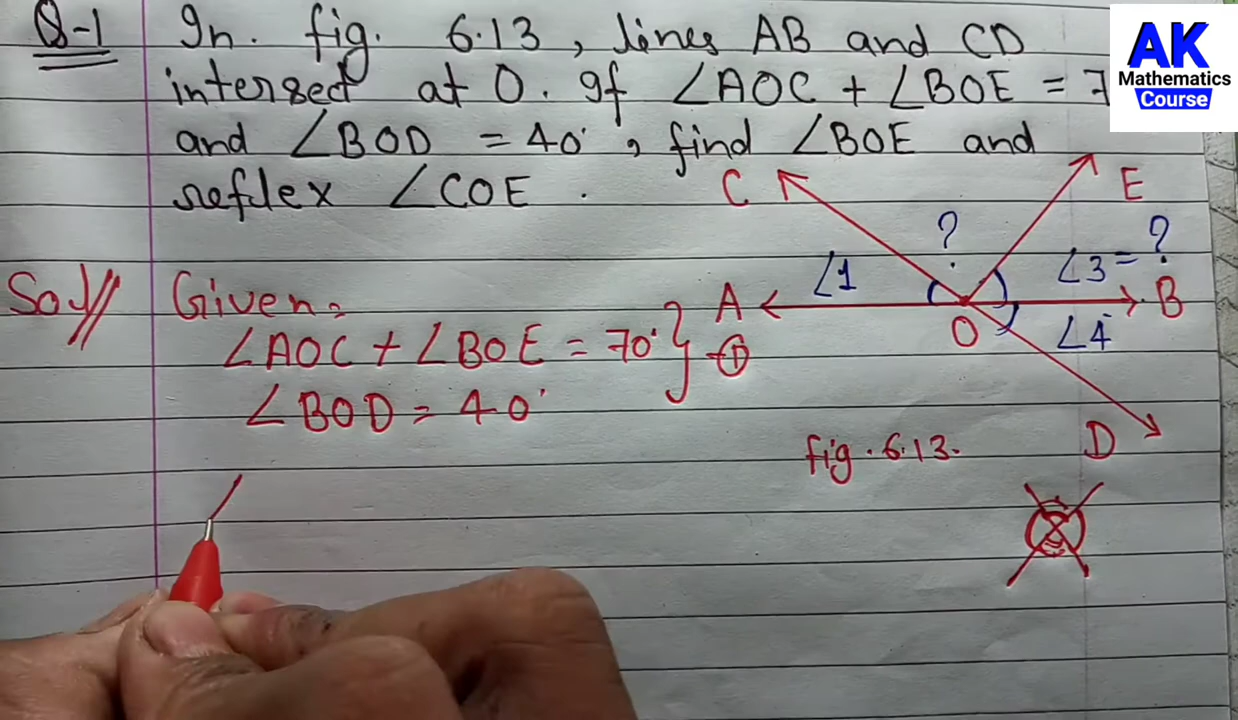 Q-1 In. fig. 6.13, lines AB and CD
intersect at O. If ∠AOC + ∠BOE = 7
and ∠BOD = 40°, find ∠BOE and
reflex ∠COE.
AK
Mathematics
Course
C
E
?
∠1
∠3 = ?
Sol// Given:
A
B
O
∠4
∠AOC + ∠BOE = 70° } ①
∠BOD = 40°
D
fig. 6.13.